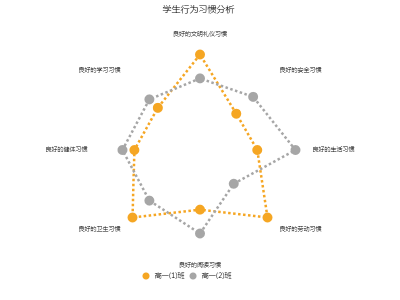 学生行为习惯分析
良好的文明礼仪习惯
良好的学习习惯
良好的安全习惯
良好的健体习惯
良好的生活习惯
良好的卫生习惯
良好的劳动习惯
良好的阅读习惯
高一(1)班
高一(2)班